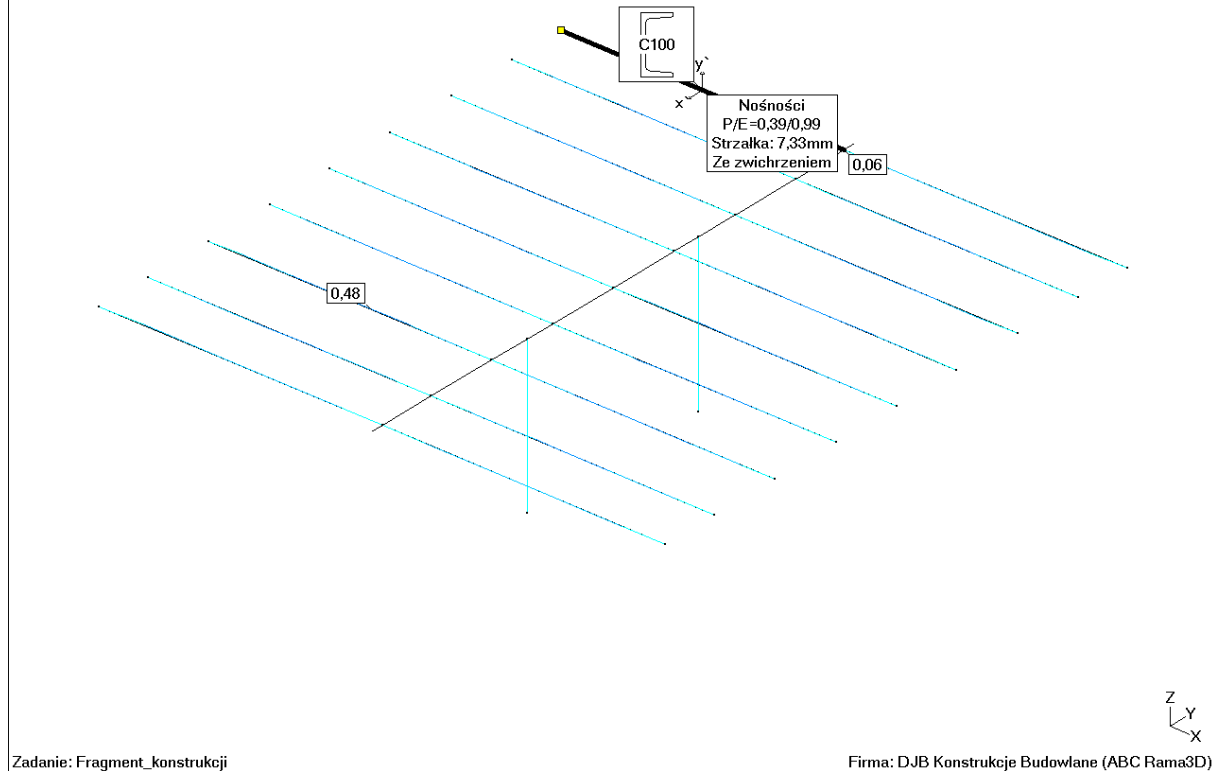 C100
y`
x`
Nośności
P/E=0,39/0,99
Strzałka: 7,33mm
Ze zwichrzeniem
0,06
0,48
Z
Y
X
Zadanie: Fragment_konstrukcji
Firma: DJB Konstrukcje Budowlane (ABC Rama3D)